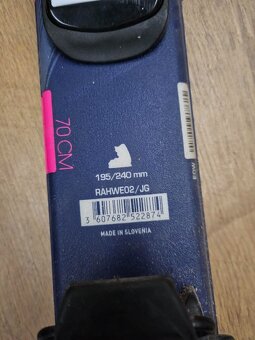 70 CM
195/240 mm
RAHWE02/JG
3 607682 522874
MADE IN SLOVENIA